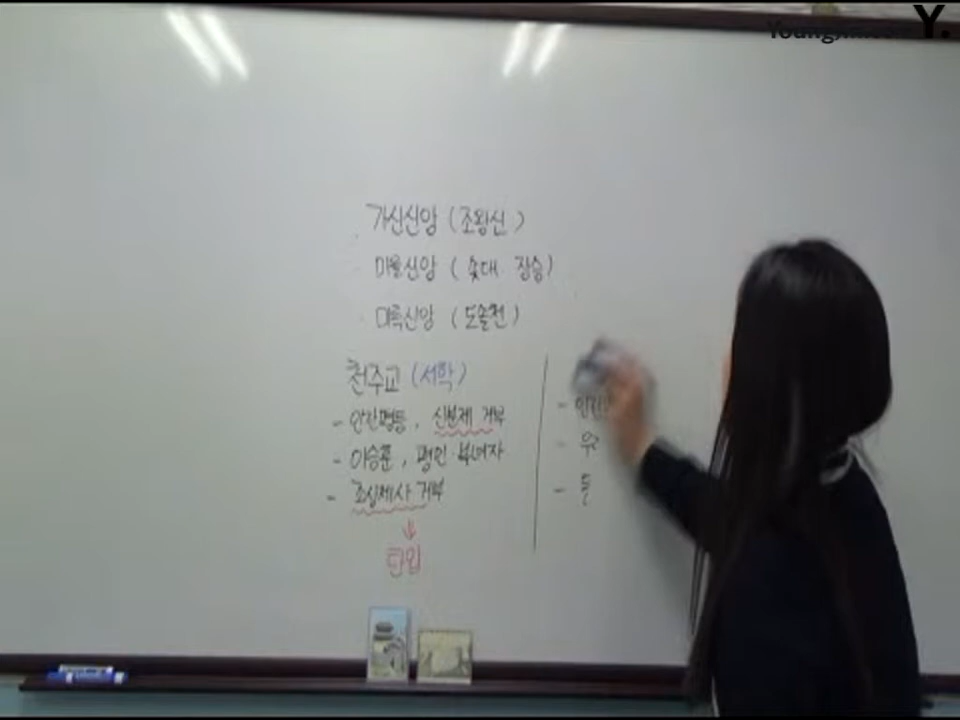 가신신앙 (조왕신)
마을신앙 (솟대 장승)
미륵신앙 (도솔천)
천주교 (서학)
- 인간평등, 신분제 거부
- 이승훈, 평민·부녀자
- 조상제사 거부
↓
탄압